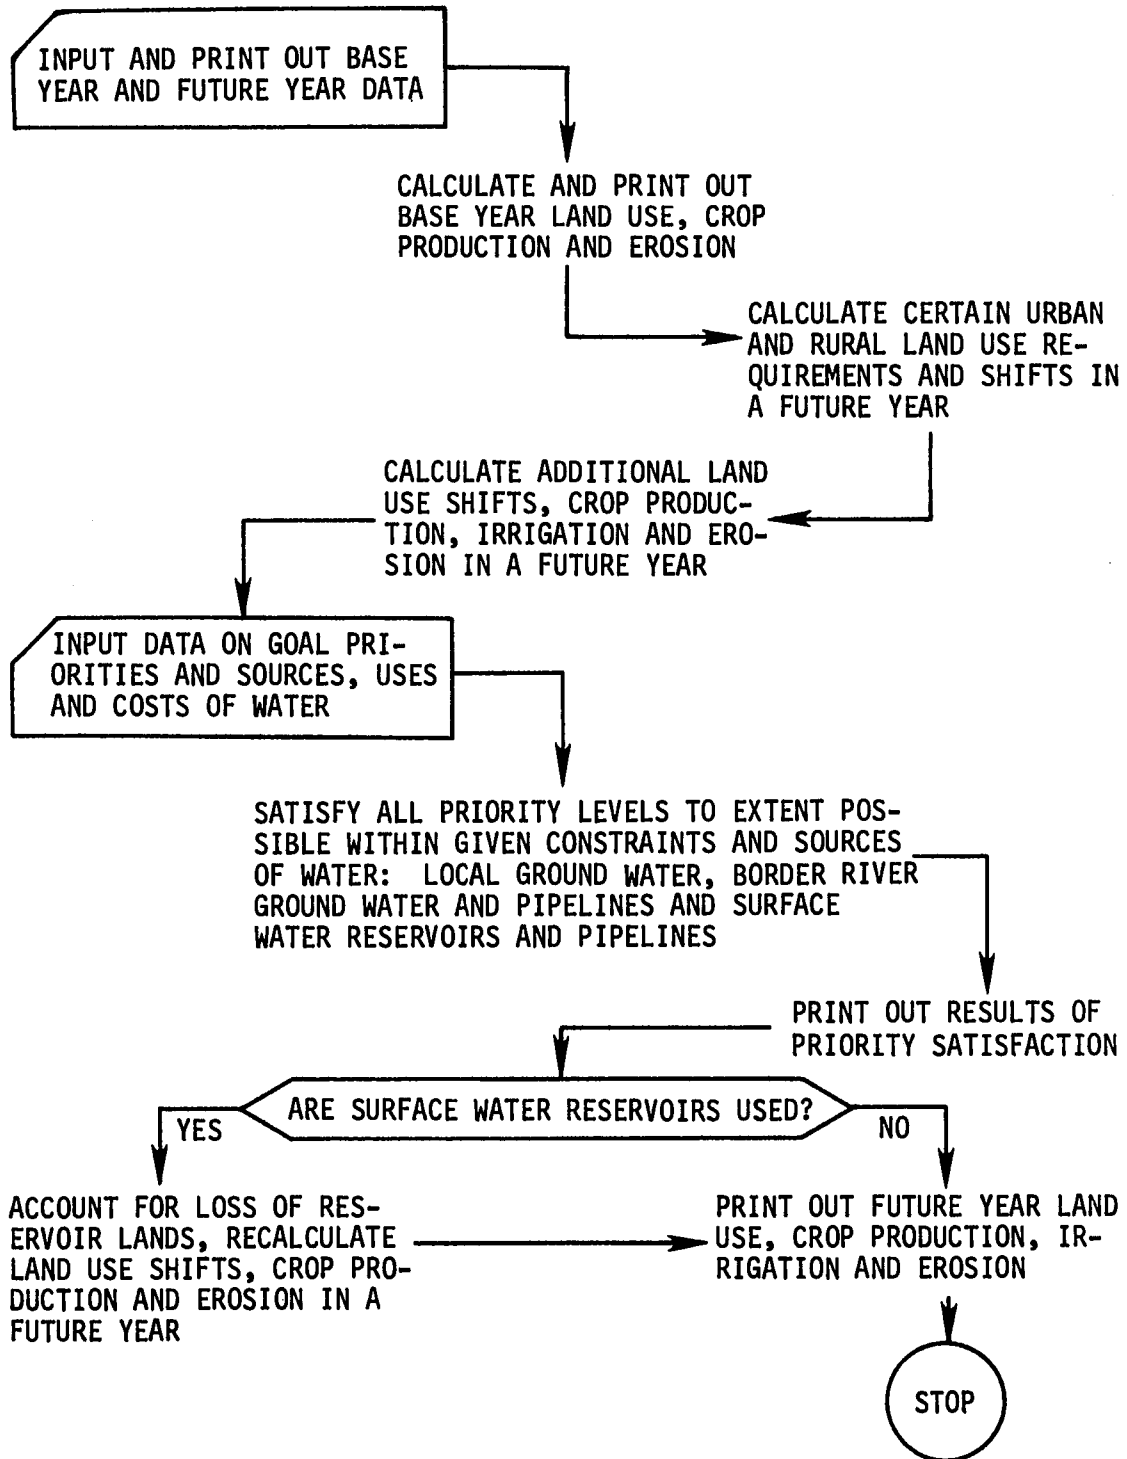 INPUT AND PRINT OUT BASE
YEAR AND FUTURE YEAR DATA
CALCULATE AND PRINT OUT
BASE YEAR LAND USE, CROP
PRODUCTION AND EROSION
CALCULATE CERTAIN URBAN
AND RURAL LAND USE RE-
QUIREMENTS AND SHIFTS IN
A FUTURE YEAR
CALCULATE ADDITIONAL LAND
USE SHIFTS, CROP PRODUC-
TION, IRRIGATION AND ERO-
SION IN A FUTURE YEAR
INPUT DATA ON GOAL PRI-
ORITIES AND SOURCES, USES
AND COSTS OF WATER
SATISFY ALL PRIORITY LEVELS TO EXTENT POS-
SIBLE WITHIN GIVEN CONSTRAINTS AND SOURCES
OF WATER: LOCAL GROUND WATER, BORDER RIVER
GROUND WATER AND PIPELINES AND SURFACE
WATER RESERVOIRS AND PIPELINES
PRINT OUT RESULTS OF
PRIORITY SATISFACTION
ARE SURFACE WATER RESERVOIRS USED?
YES
NO
ACCOUNT FOR LOSS OF RES-
ERVOIR LANDS, RECALCULATE
LAND USE SHIFTS, CROP PRO-
DUCTION AND EROSION IN A
FUTURE YEAR
PRINT OUT FUTURE YEAR LAND
USE, CROP PRODUCTION, IR-
RIGATION AND EROSION
STOP